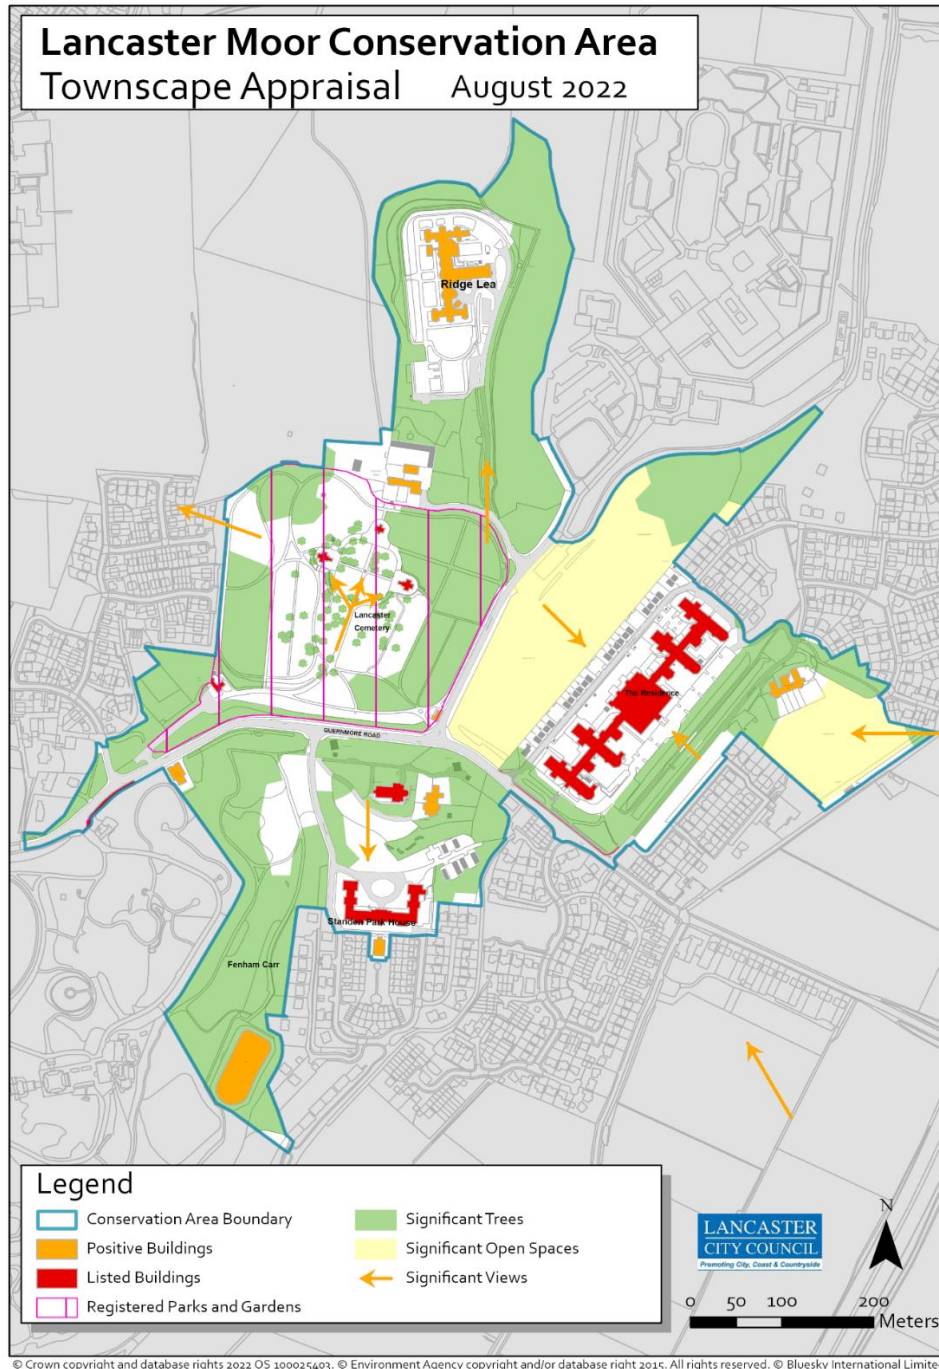 Lancaster Moor Conservation Area
Townscape Appraisal August 2022
Ridge Lea
Lancaster
Cemetery
The Residence
QUERNMORE ROAD
Standen Park House
Fenham Carr
Legend
Conservation Area Boundary
Positive Buildings
Listed Buildings
Registered Parks and Gardens
Significant Trees
Significant Open Spaces
Significant Views
LANCASTER
CITY COUNCIL
Promoting City, Coast & Countryside
N
0 50 100 200
Meters
© Crown copyright and database rights 2022 OS 100025403. © Environment Agency copyright and/or database right 2015. All rights reserved. © Bluesky International Limite